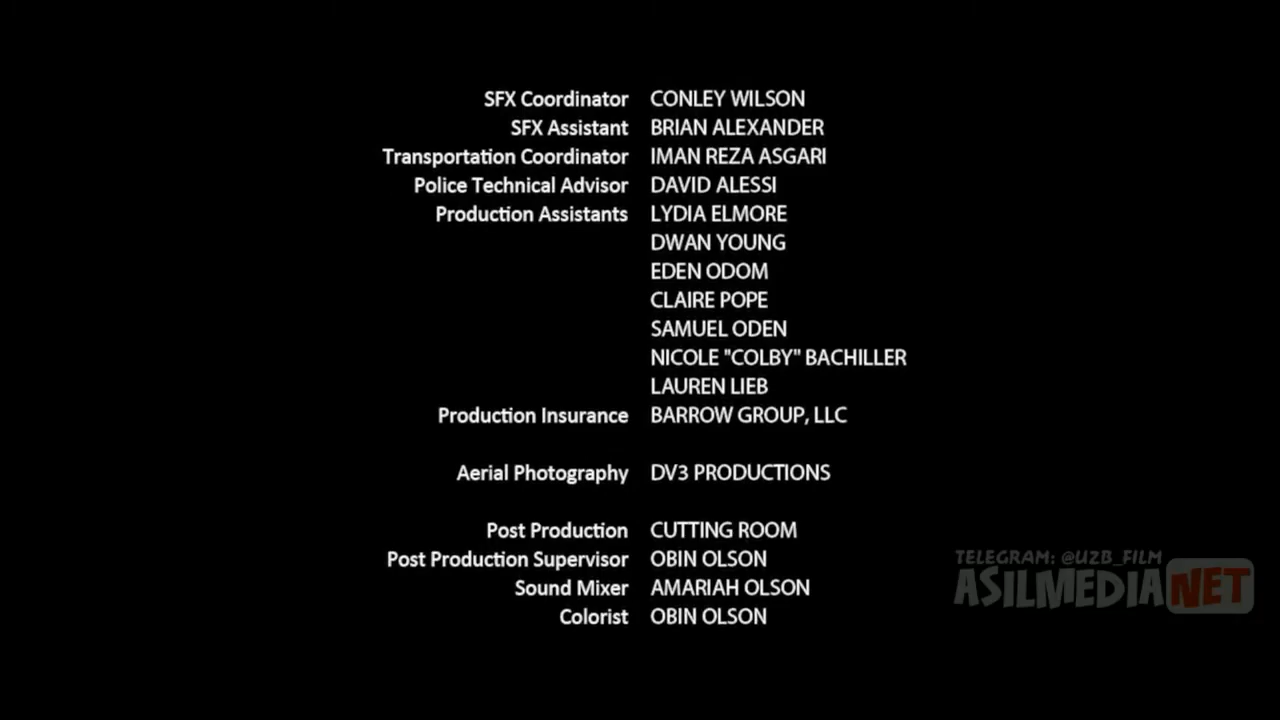 SFX Coordinator CONLEY WILSON
SFX Assistant BRIAN ALEXANDER
Transportation Coordinator IMAN REZA ASGARI
Police Technical Advisor DAVID ALESSI
Production Assistants LYDIA ELMORE
DWAN YOUNG
EDEN ODOM
CLAIRE POPE
SAMUEL ODEN
NICOLE "COLBY" BACHILLER
LAUREN LIEB
Production Insurance BARROW GROUP, LLC
Aerial Photography DV3 PRODUCTIONS
Post Production CUTTING ROOM
Post Production Supervisor OBIN OLSON
Sound Mixer AMARIAH OLSON
Colorist OBIN OLSON
TELEGRAM: @UZB_FILM
ASILMEDIA NET